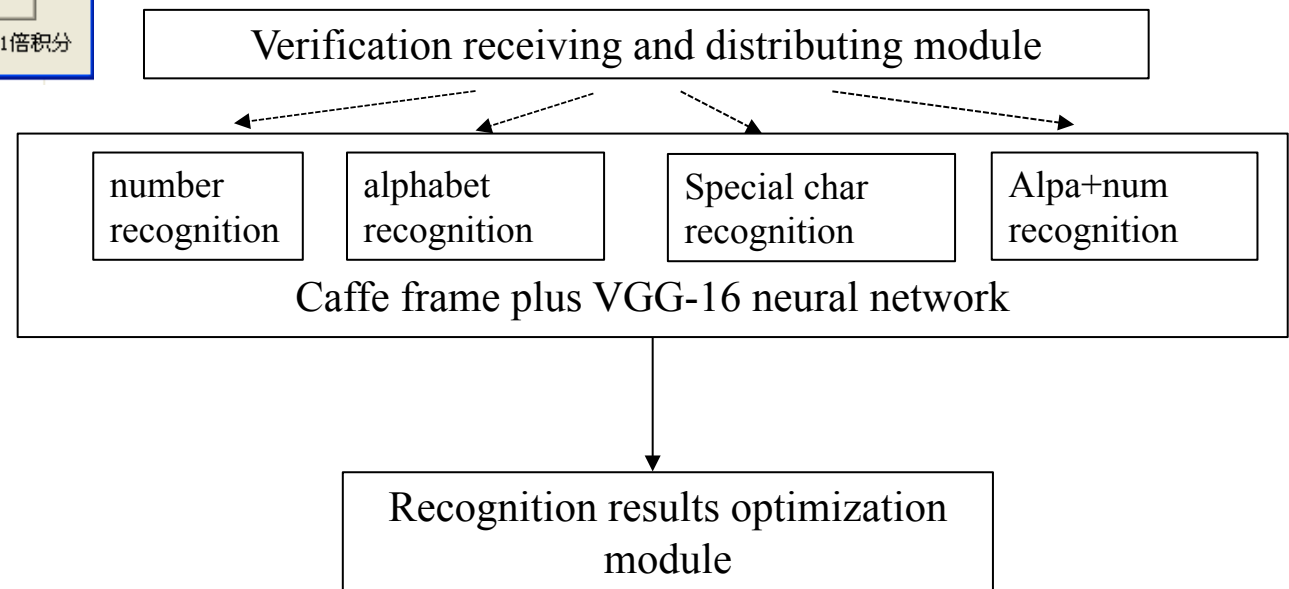 1倍积分
Verification receiving and distributing module
number
recognition
alphabet
recognition
Special char
recognition
Alpa+num
recognition
Caffe frame plus VGG-16 neural network
Recognition results optimization
module